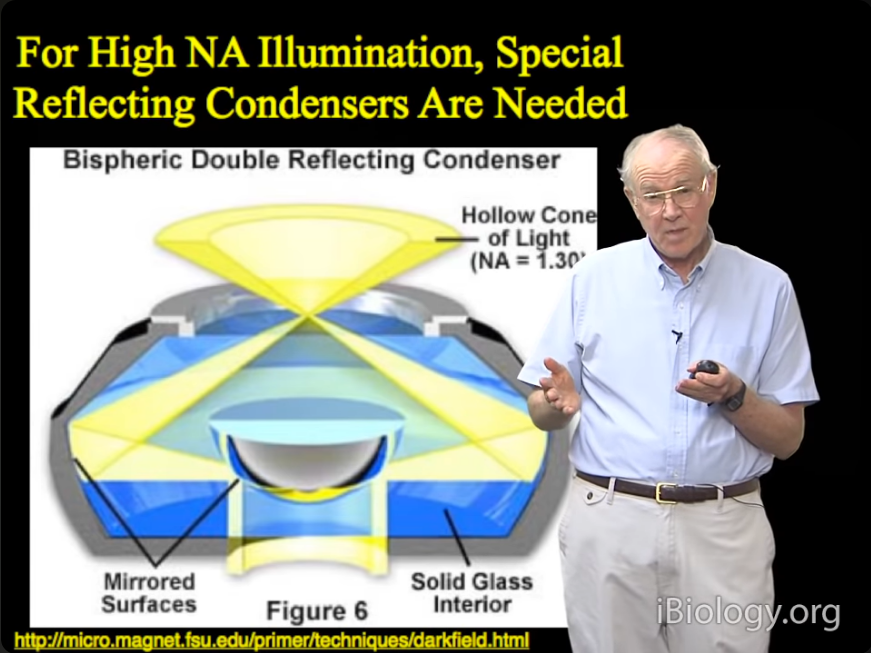 For High NA Illumination, Special
Reflecting Condensers Are Needed
Bispheric Double Reflecting Condenser
Hollow Cone
of Light
(NA = 1.30)
Mirrored
Surfaces
Solid Glass
Interior
Figure 6
http://micro.magnet.fsu.edu/primer/techniques/darkfield.html
iBiology.org